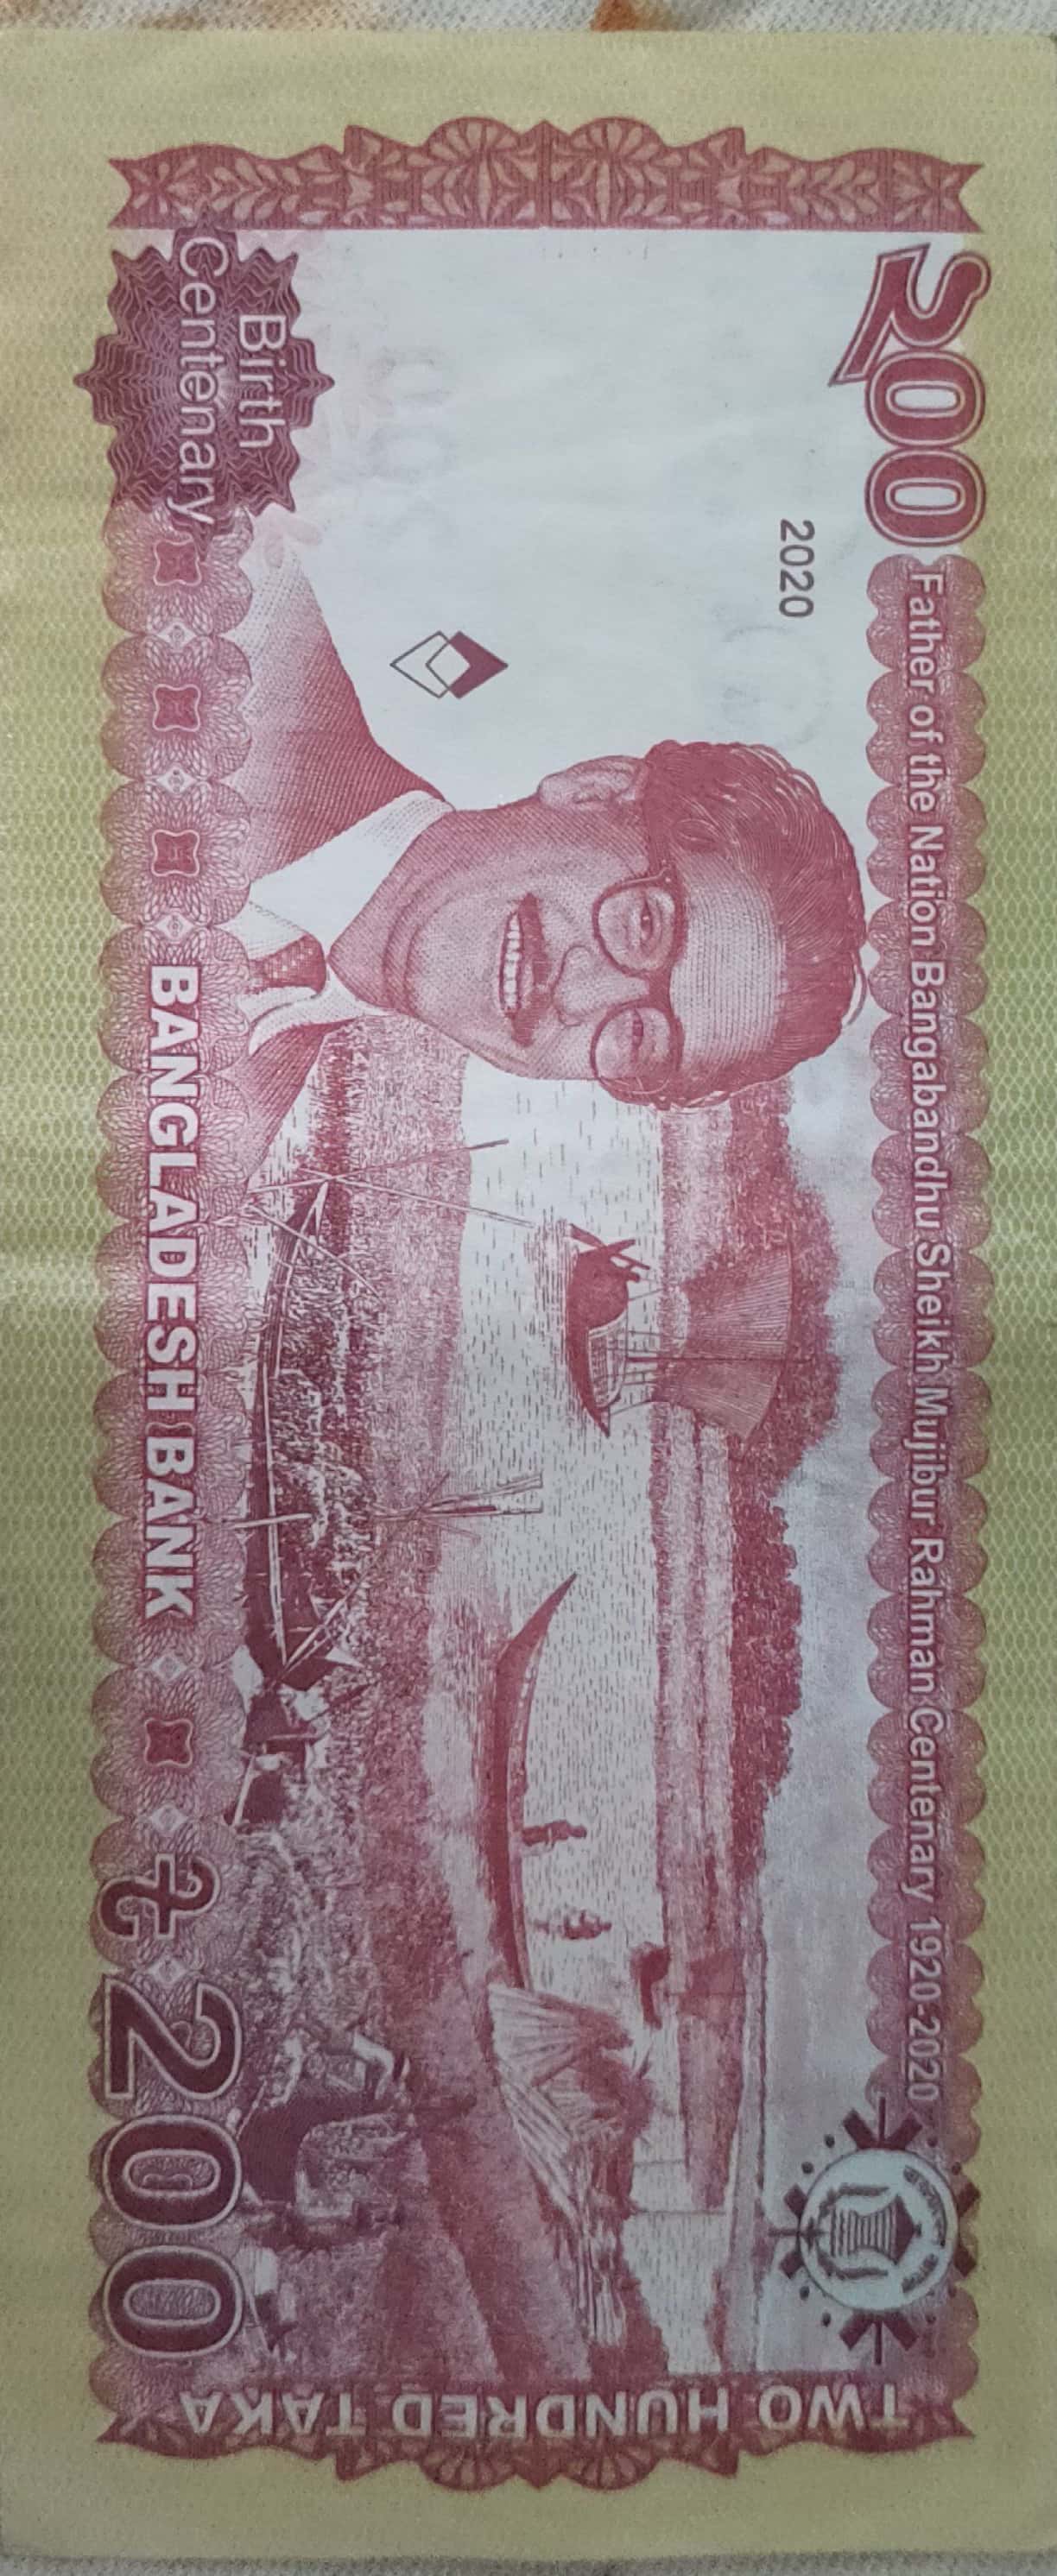 ২00 Father of the Nation Bangabandhu Sheikh Mujibur Rahman Centenary 1920-2020
2020
TWO HUNDRED TAKA
Birth
Centenary
BANGLADESH BANK
৳ 200